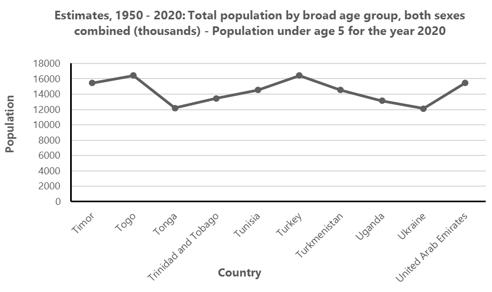 Estimates, 1950 - 2020: Total population by broad age group, both sexes
combined (thousands) - Population under age 5 for the year 2020
Population
18000
16000
14000
12000
10000
8000
6000
4000
2000
0
Timor
Togo
Tonga
Trinidad and Tobago
Tunisia
Turkey
Turkmenistan
Uganda
Ukraine
United Arab Emirates
Country